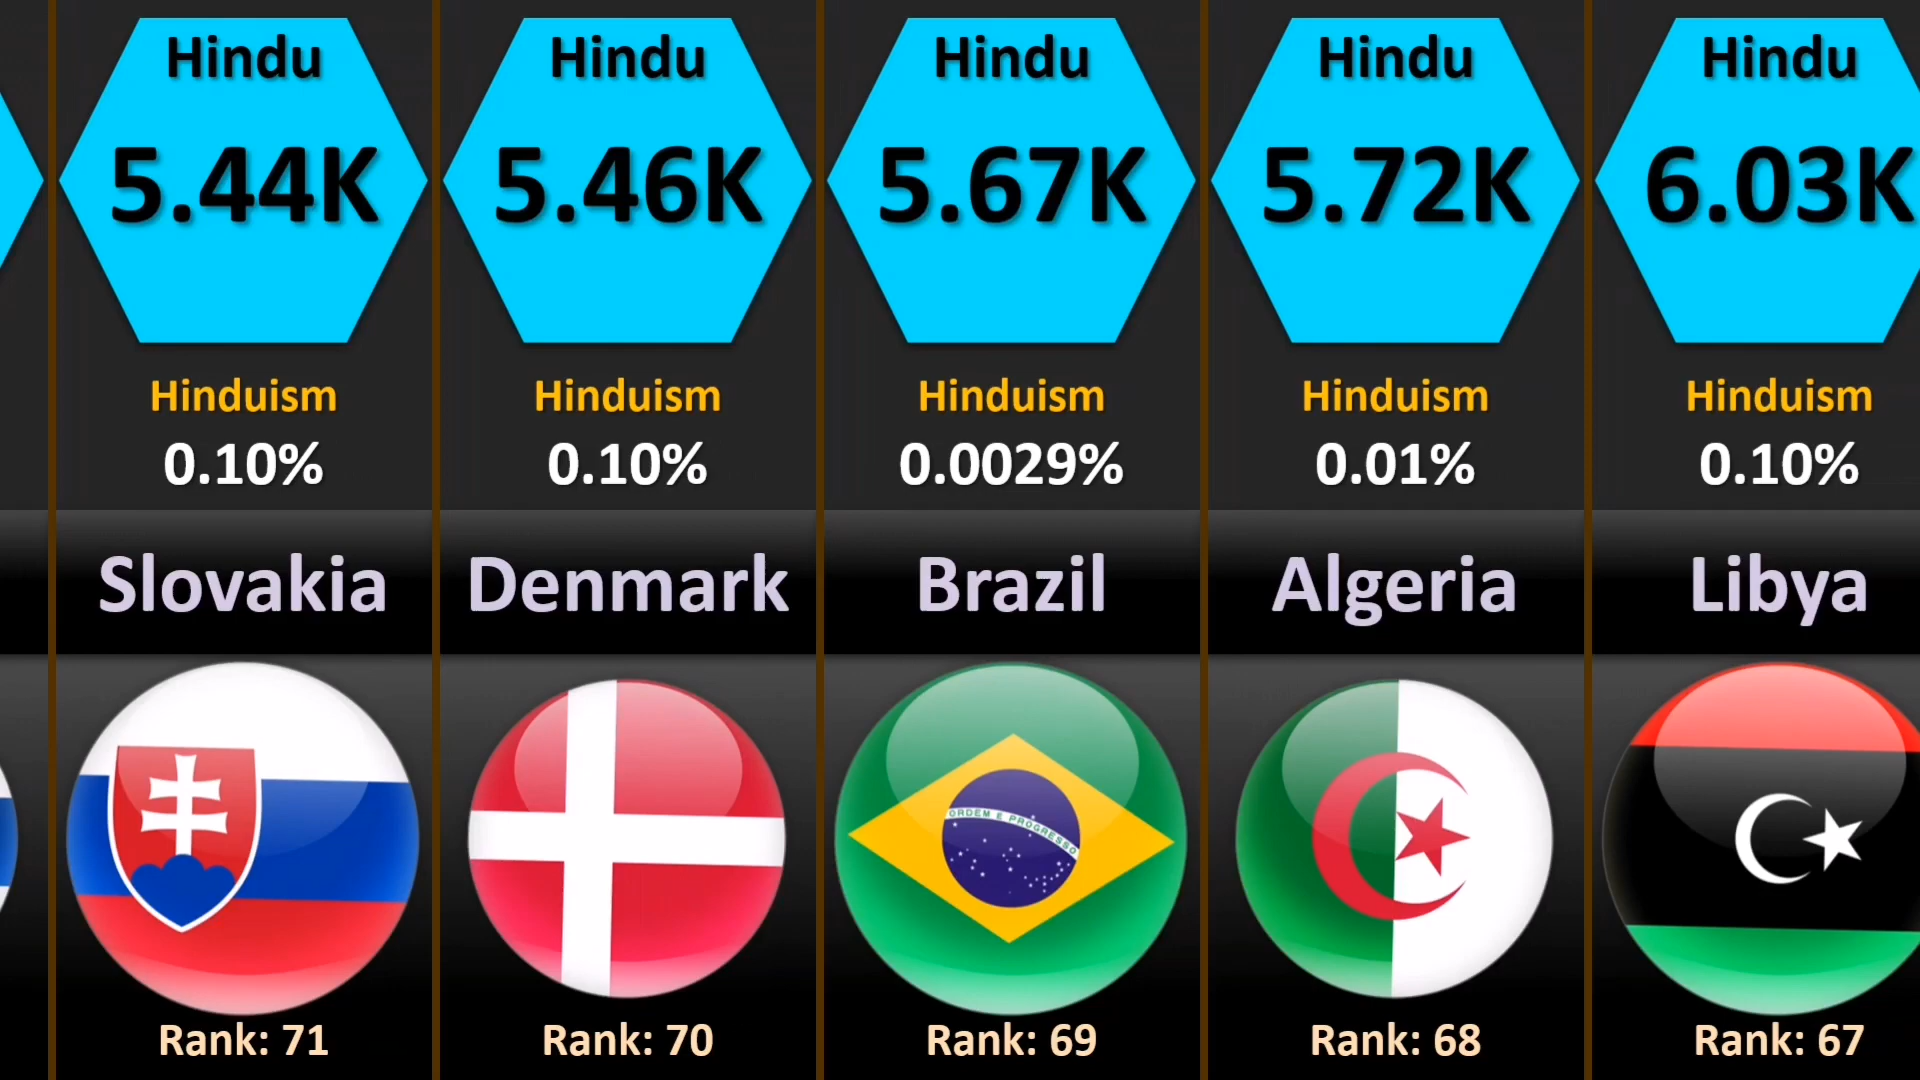 Hindu
5.44K
Hinduism
0.10%
Slovakia
Rank: 71
Hindu
5.46K
Hinduism
0.10%
Denmark
Rank: 70
Hindu
5.67K
Hinduism
0.0029%
Brazil
ORDEM E PROGRESSO
Rank: 69
Hindu
5.72K
Hinduism
0.01%
Algeria
Rank: 68
Hindu
6.03K
Hinduism
0.10%
Libya
Rank: 67